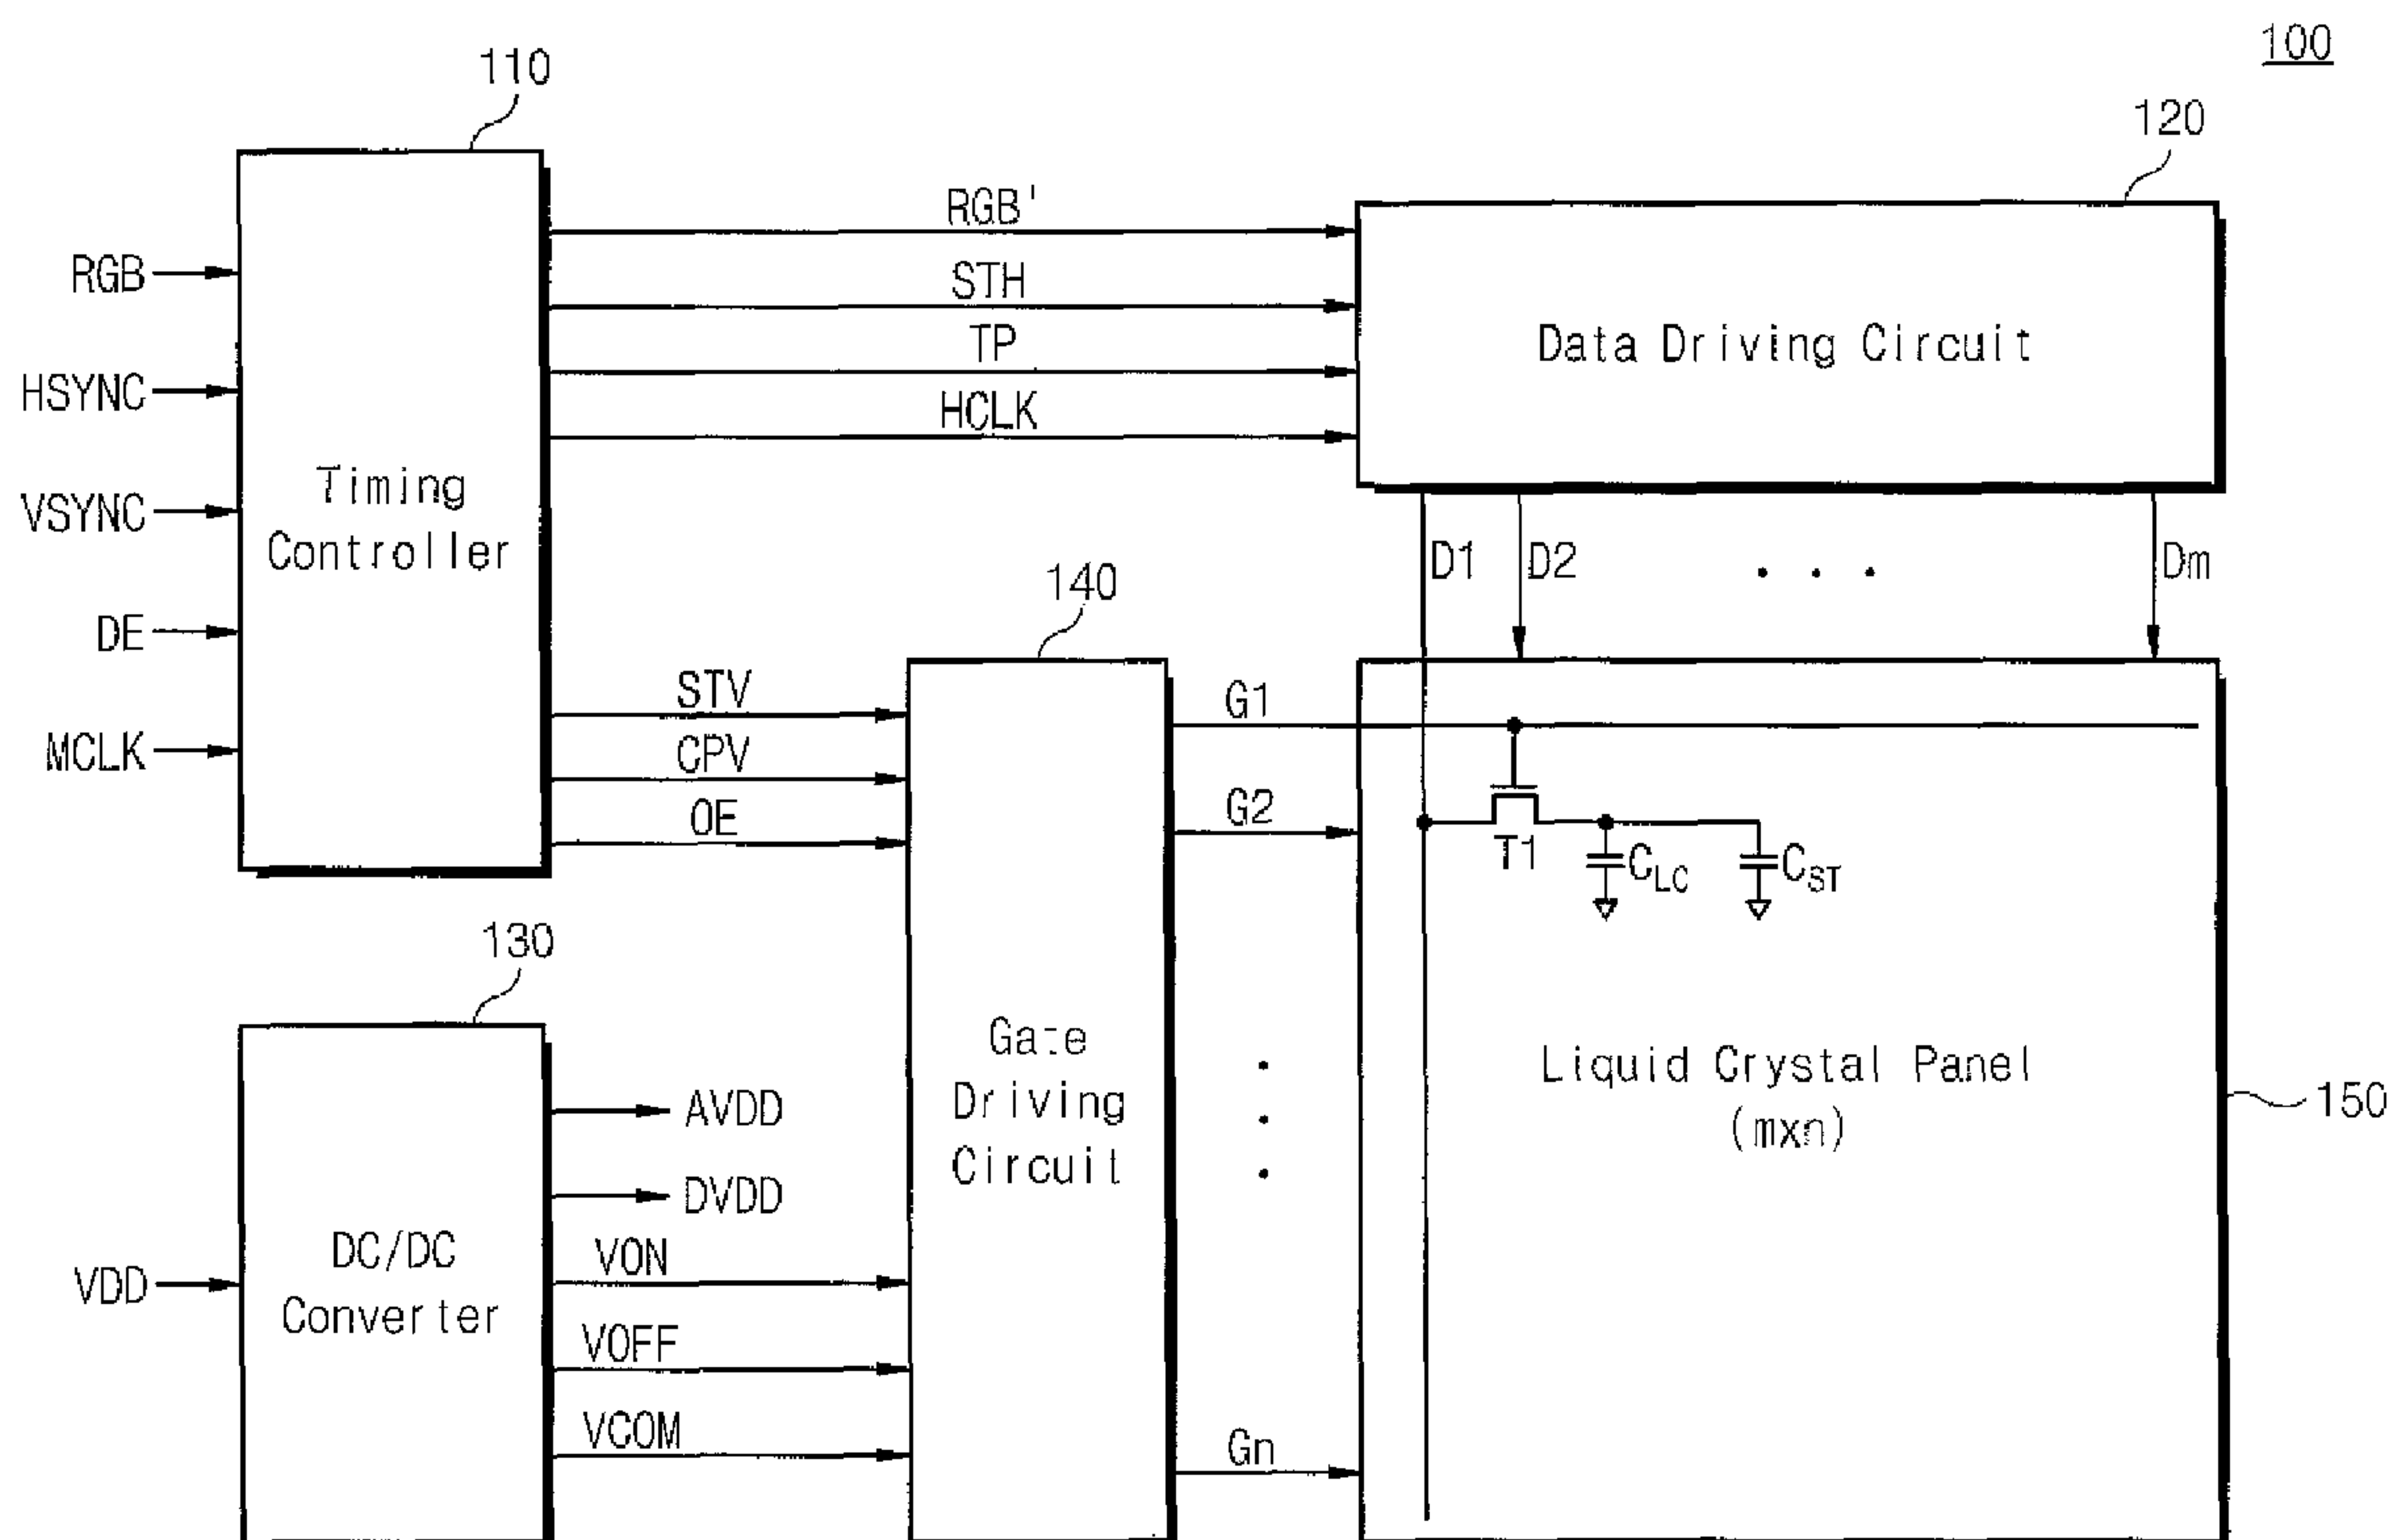 100
110
120
RGB
HSYNC
VSYNC
DE
MCLK
Timing
Controller
RGB'
STH
TP
HCLK
Data Driving Circuit
D1
D2
. . .
Dm
140
STV
CPV
OE
G1
G2
T1
CLC
CST
130
VDD
DC/DC
Converter
AVDD
DVDD
VON
VOFF
VCOM
Gate
Driving
Circuit
Gn
Liquid Crystal Panel
(mxn)
150